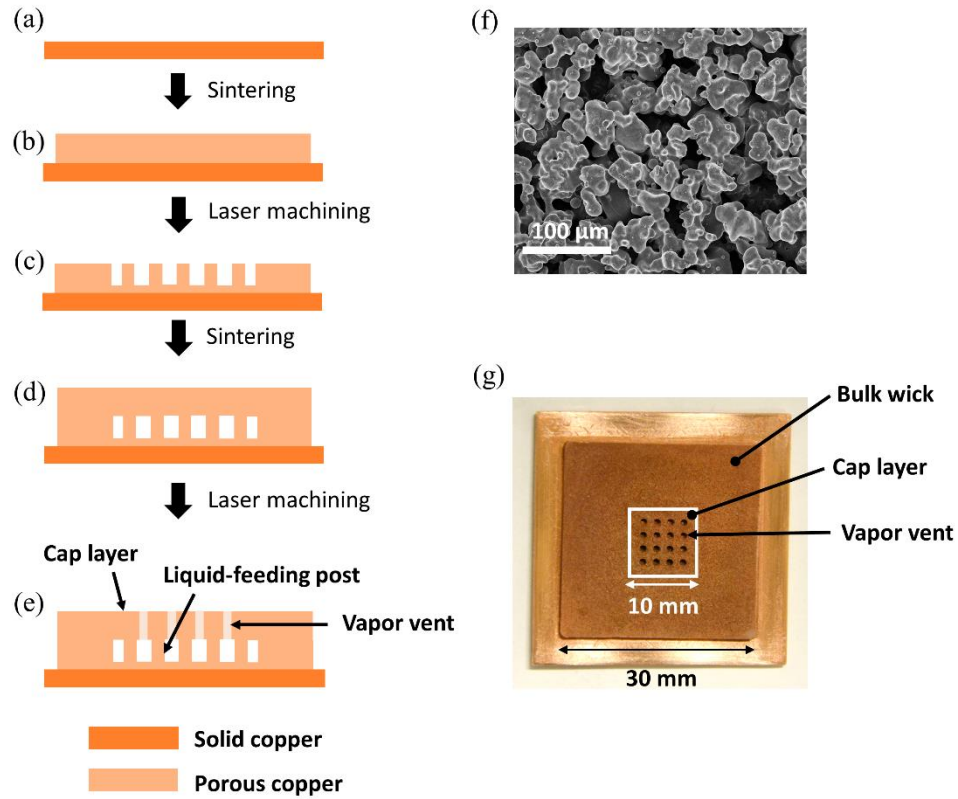 (a)
Sintering
(b)
Laser machining
(c)
Sintering
(d)
Laser machining
Cap layer
Liquid-feeding post
(e)
Vapor vent
Solid copper
Porous copper
(f)
100 µm
(g)
Bulk wick
Cap layer
Vapor vent
10 mm
30 mm